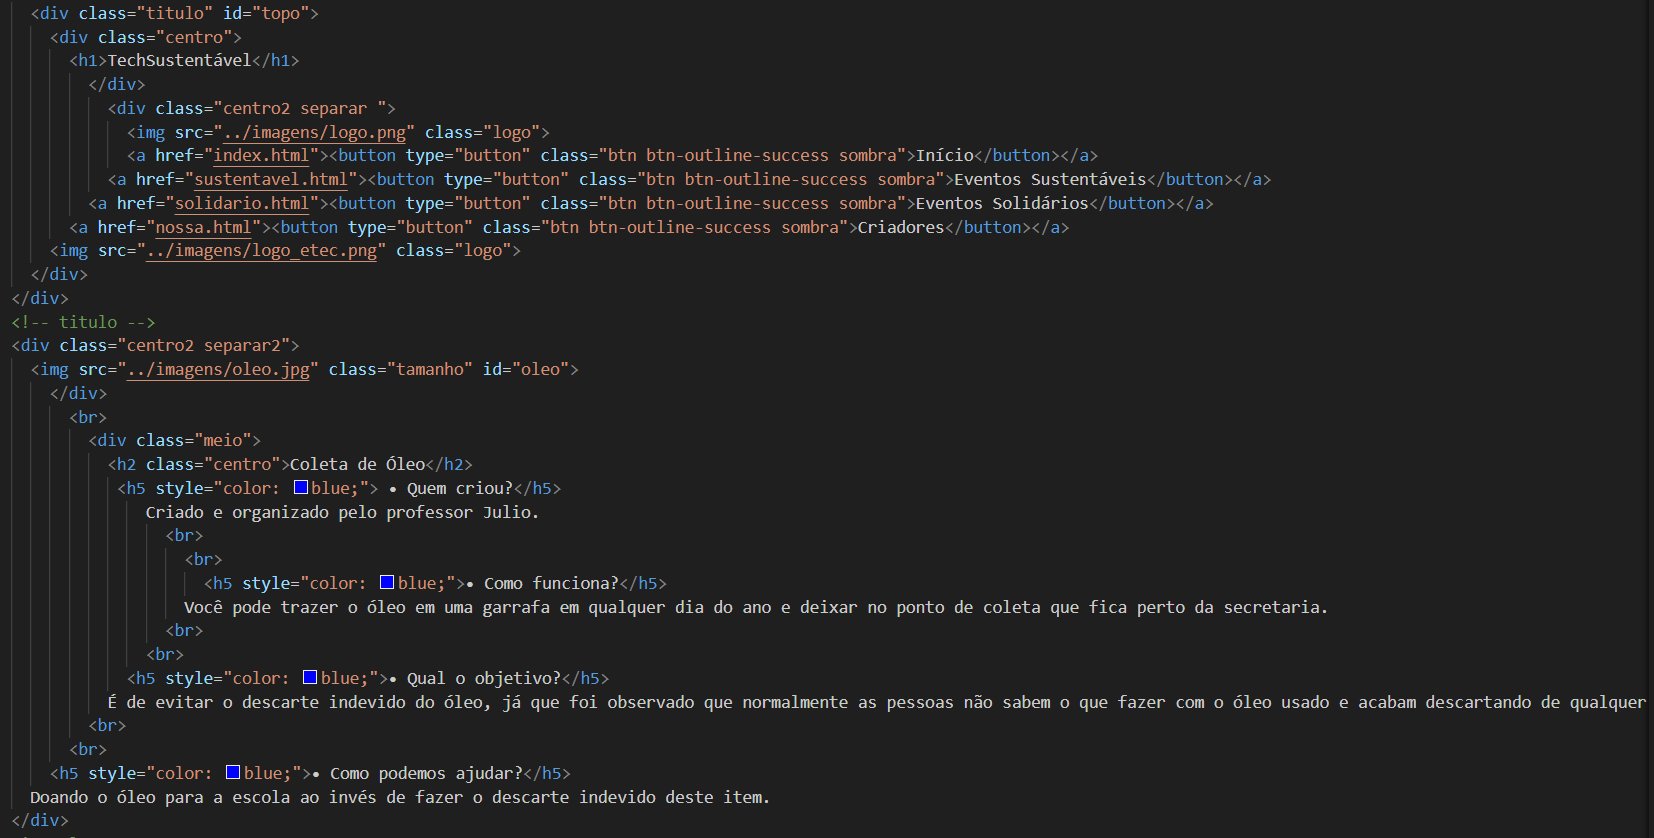 <div class="titulo" id="topo">
<div class="centro">
<h1>TechSustentável</h1>
</div>
<div class="centro2 separar ">
<img src="../imagens/logo.png" class="logo">
<a href="index.html"><button type="button" class="btn btn-outline-success sombra">Início</button></a>
<a href="sustentavel.html"><button type="button" class="btn btn-outline-success sombra">Eventos Sustentáveis</button></a>
<a href="solidario.html"><button type="button" class="btn btn-outline-success sombra">Eventos Solidários</button></a>
<a href="nossa.html"><button type="button" class="btn btn-outline-success sombra">Criadores</button></a>
<img src="../imagens/logo_etec.png" class="logo">
</div>
</div>
<!-- titulo -->
<div class="centro2 separar2">
<img src="../imagens/oleo.jpg" class="tamanho" id="oleo">
</div>
<br>
<div class="meio">
<h2 class="centro">Coleta de Óleo</h2>
<h5 style="color: blue;"> • Quem criou?</h5>
Criado e organizado pelo professor Julio.
<br>
<br>
<h5 style="color: blue;">• Como funciona?</h5>
Você pode trazer o óleo em uma garrafa em qualquer dia do ano e deixar no ponto de coleta que fica perto da secretaria.
<br>
<br>
<h5 style="color: blue;">• Qual o objetivo?</h5>
É de evitar o descarte indevido do óleo, já que foi observado que normalmente as pessoas não sabem o que fazer com o óleo usado e acabam descartando de qualquer
<br>
<br>
<h5 style="color: blue;">• Como podemos ajudar?</h5>
Doando o óleo para a escola ao invés de fazer o descarte indevido deste item.
</div>